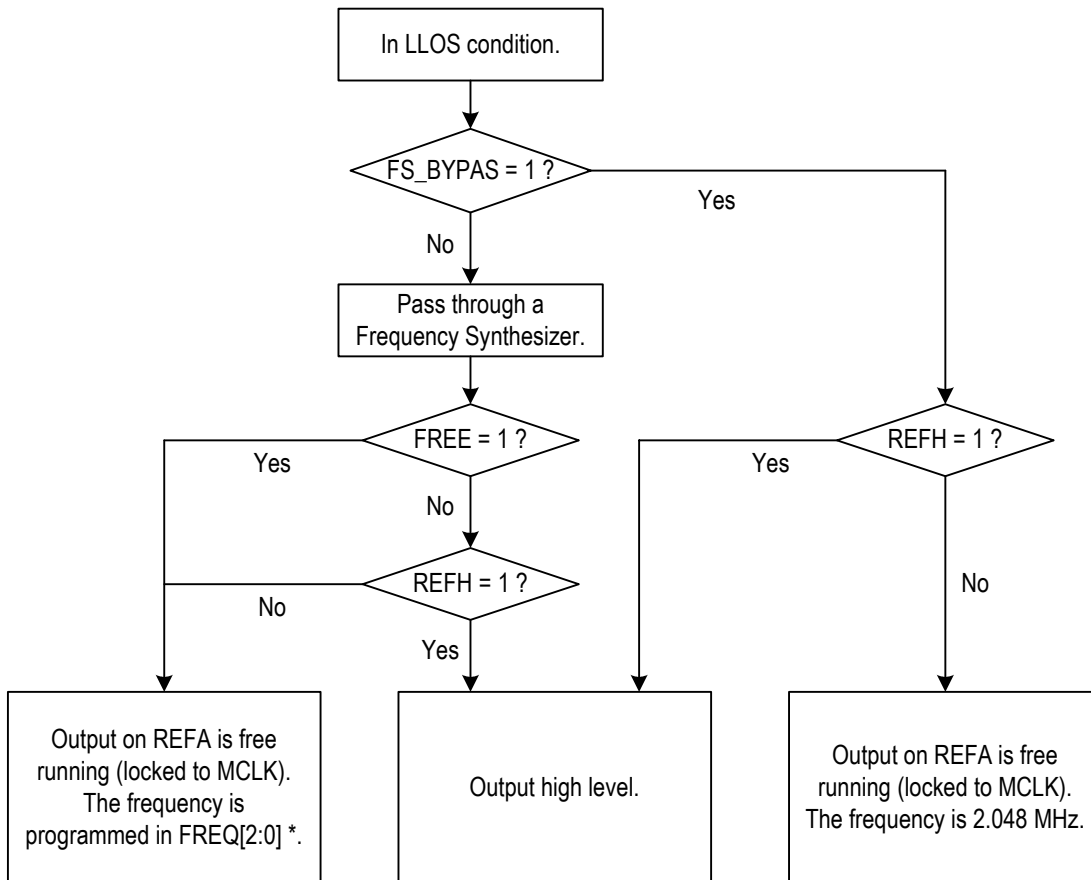 In LLOS condition.
FS_BYPAS = 1 ?
Yes
No
Pass through a
Frequency Synthesizer.
FREE = 1 ?
REFH = 1 ?
Yes
Yes
No
REFH = 1 ?
No
No
Yes
Output on REFA is free
running (locked to MCLK).
The frequency is
programmed in FREQ[2:0] *.
Output high level.
Output on REFA is free
running (locked to MCLK).
The frequency is 2.048 MHz.